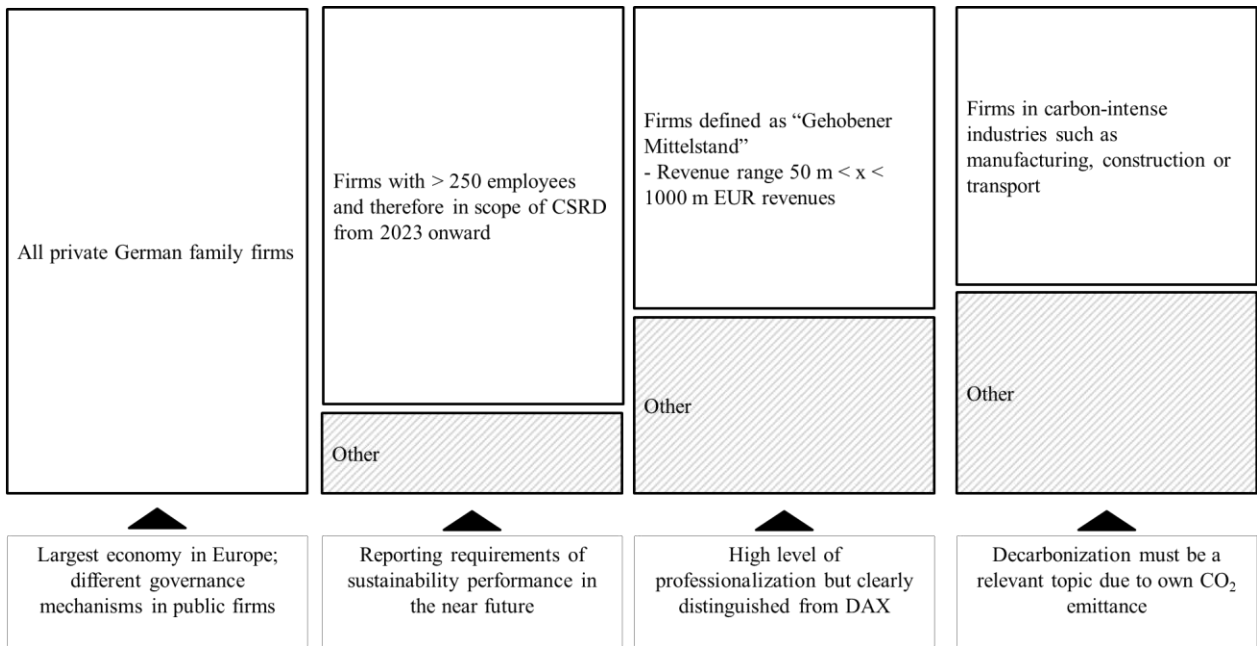 All private German family firms
Firms with > 250 employees
and therefore in scope of CSRD
from 2023 onward
Other
Firms defined as “Gehobener
Mittelstand”
- Revenue range 50 m < x <
1000 m EUR revenues
Other
Firms in carbon-intense
industries such as
manufacturing, construction or
transport
Other
Largest economy in Europe;
different governance
mechanisms in public firms
Reporting requirements of
sustainability performance in
the near future
High level of
professionalization but clearly
distinguished from DAX
Decarbonization must be a
relevant topic due to own CO₂
emittance